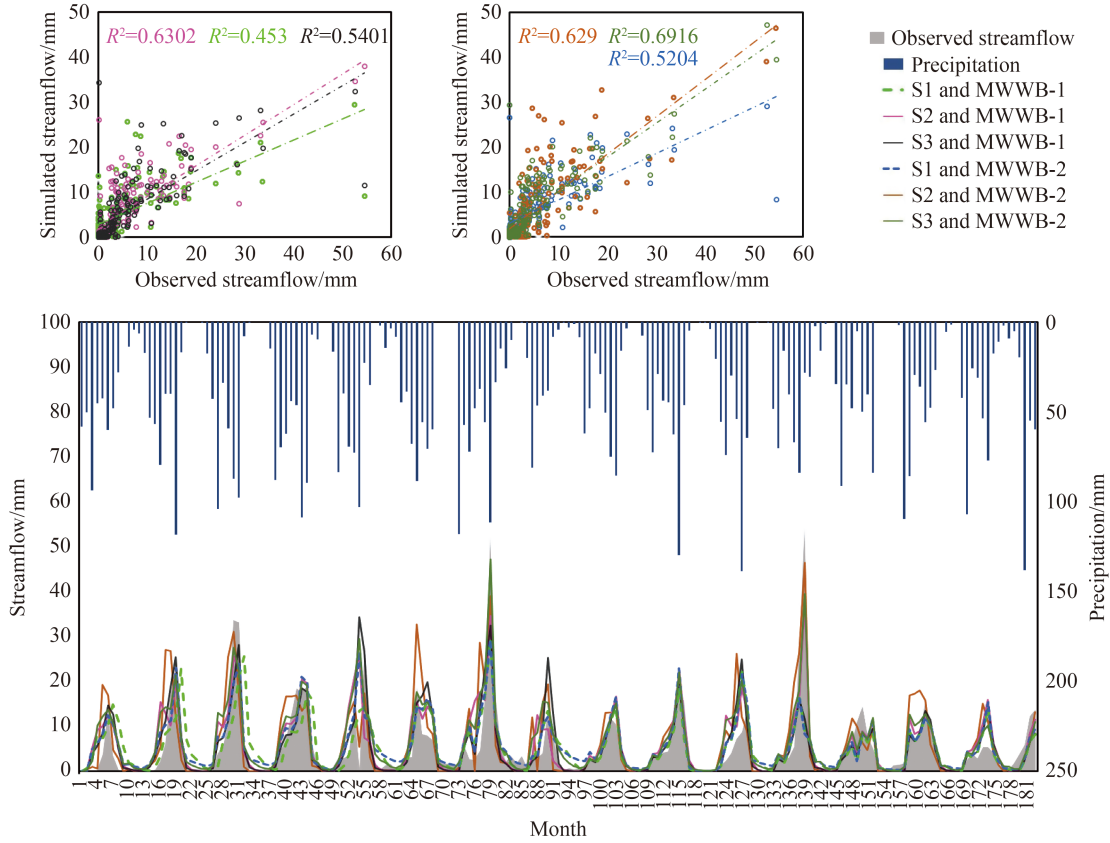 50
40
30
20
10
0
Simulated streamflow/mm
R²=0.6302 R²=0.453 R²=0.5401
0 10 20 30 40 50 60
Observed streamflow/mm
50
40
30
20
10
0
Simulated streamflow/mm
R²=0.629 R²=0.6916
R²=0.5204
0 10 20 30 40 50 60
Observed streamflow/mm
Observed streamflow
Precipitation
S1 and MWWB-1
S2 and MWWB-1
S3 and MWWB-1
S1 and MWWB-2
S2 and MWWB-2
S3 and MWWB-2
100
90
80
70
60
50
40
30
20
10
0
Streamflow/mm
0
50
100
150
200
250
Precipitation/mm
1 4 7 10 13 16 19 22 25 28 31 34 37 40 43 46 49 52 55 58 61 64 67 70 73 76 79 82 85 88 91 94 97 100 103 106 109 112 115 118 121 124 127 130 133 136 139 142 145 148 151 154 157 160 163 166 169 172 175 178 181
Month